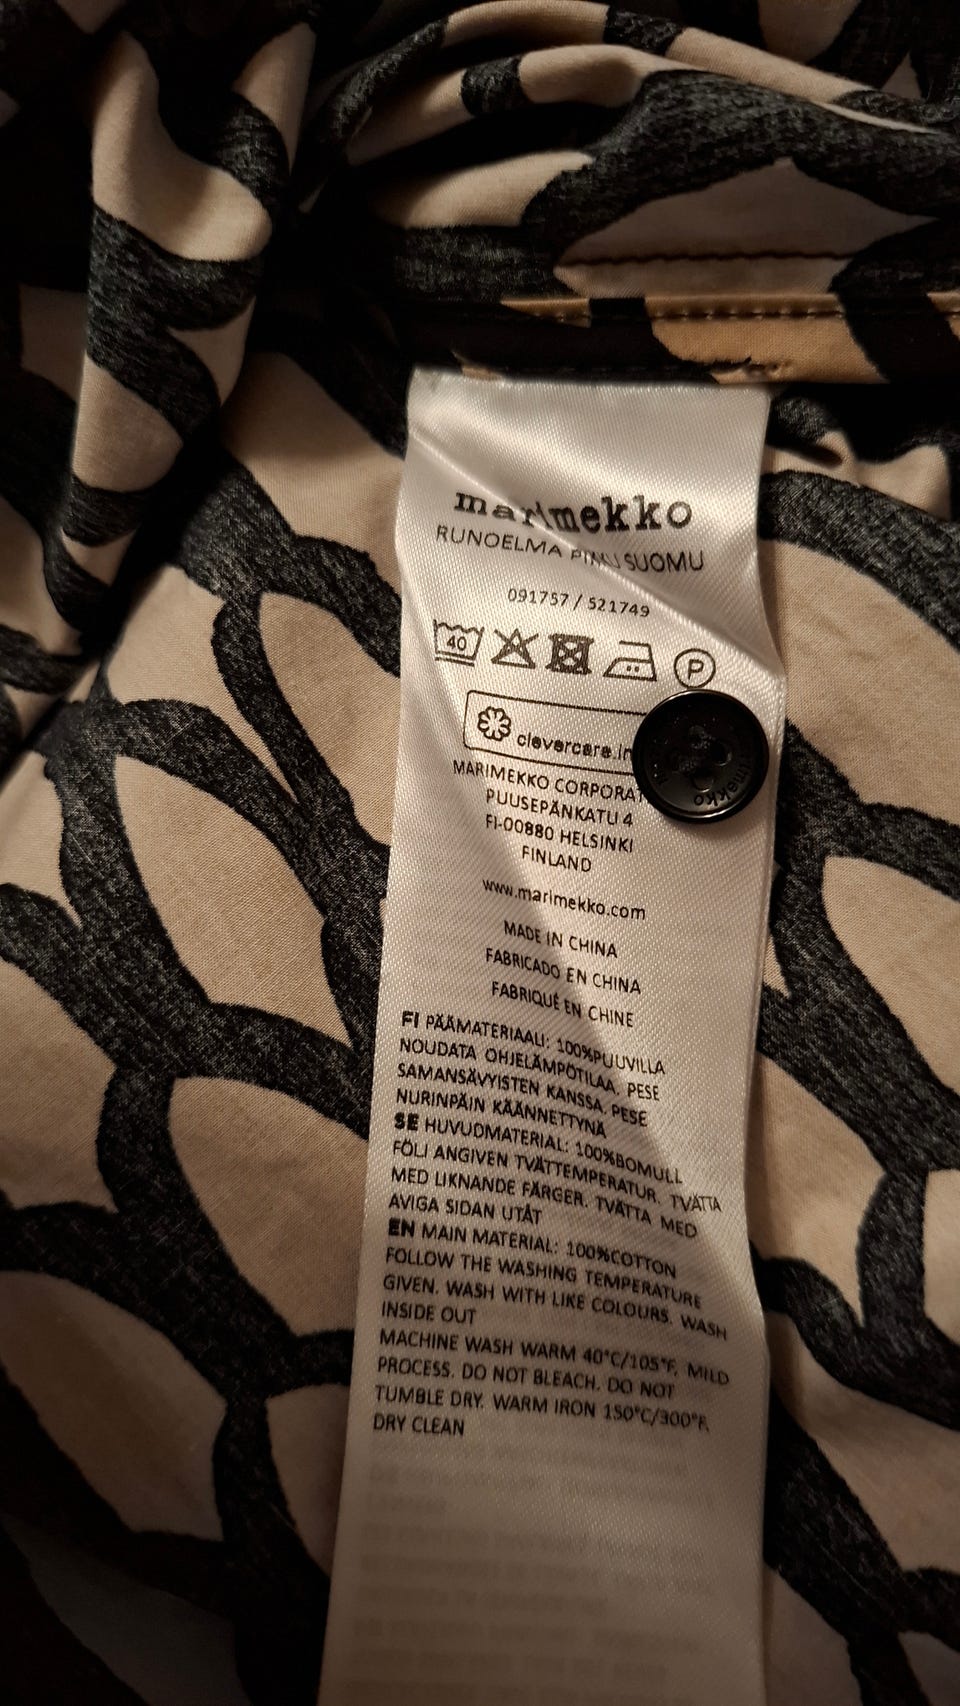 marimekko
RUNOELMA PIKKUSUOMU
091757 / 521749
40
P
clevercare.in
MARIMEKKO CORPORAT
PUUSEPÄNKATU 4
FI-00880 HELSINKI
FINLAND
www.marimekko.com
MADE IN CHINA
FABRICADO EN CHINA
FABRIQUÉ EN CHINE
FI PÄÄMATERIAALI: 100%PUUVILLA
NOUDATA OHJELÄMPÖTILAA. PESE
SAMANSÄVYISTEN KANSSA. PESE
NURINPÄIN KÄÄNNETTYNÄ
SE HUVUDMATERIAL: 100%BOMULL
FÖLJ ANGIVEN TVÄTTEMPERATUR. TVÄTTA
MED LIKNANDE FÄRGER. TVÄTTA MED
AVIGA SIDAN UTÅT
EN MAIN MATERIAL: 100%COTTON
FOLLOW THE WASHING TEMPERATURE
GIVEN. WASH WITH LIKE COLOURS. WASH
INSIDE OUT
MACHINE WASH WARM 40°C/105°F, MILD
PROCESS. DO NOT BLEACH. DO NOT
TUMBLE DRY. WARM IRON 150°C/300°F.
DRY CLEAN